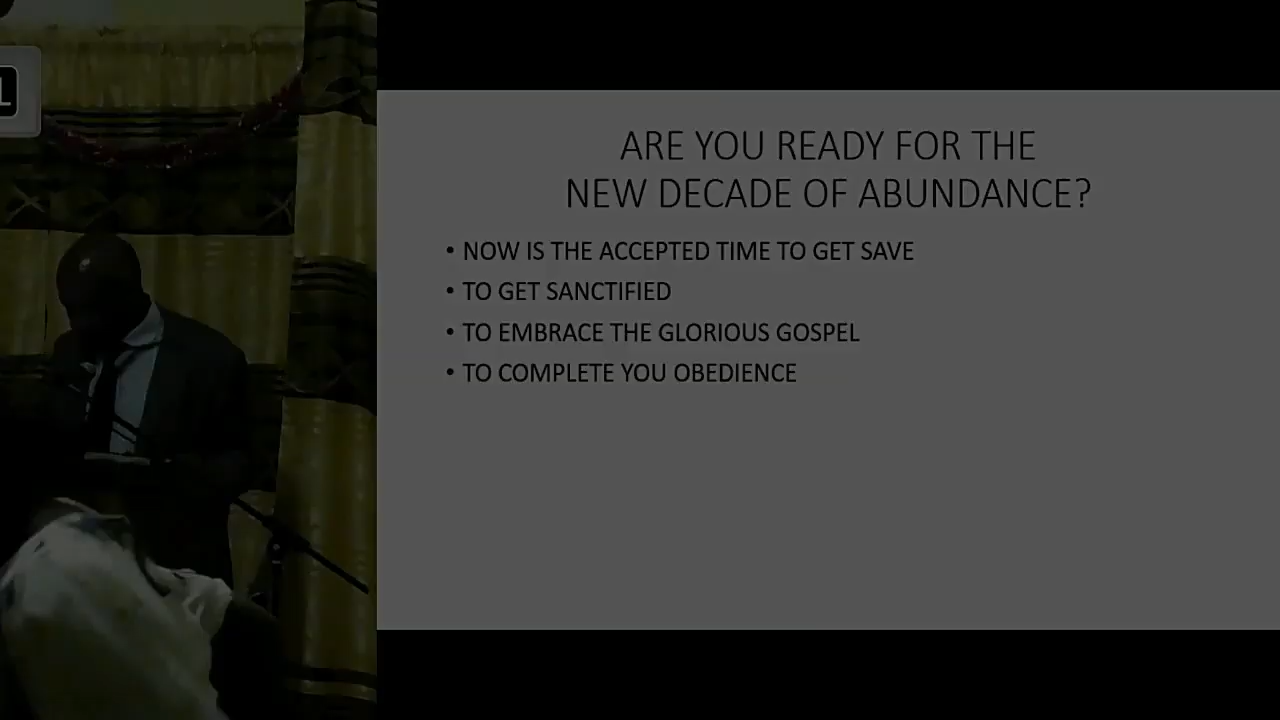 ARE YOU READY FOR THE
NEW DECADE OF ABUNDANCE?
• NOW IS THE ACCEPTED TIME TO GET SAVE
• TO GET SANCTIFIED
• TO EMBRACE THE GLORIOUS GOSPEL
• TO COMPLETE YOU OBEDIENCE